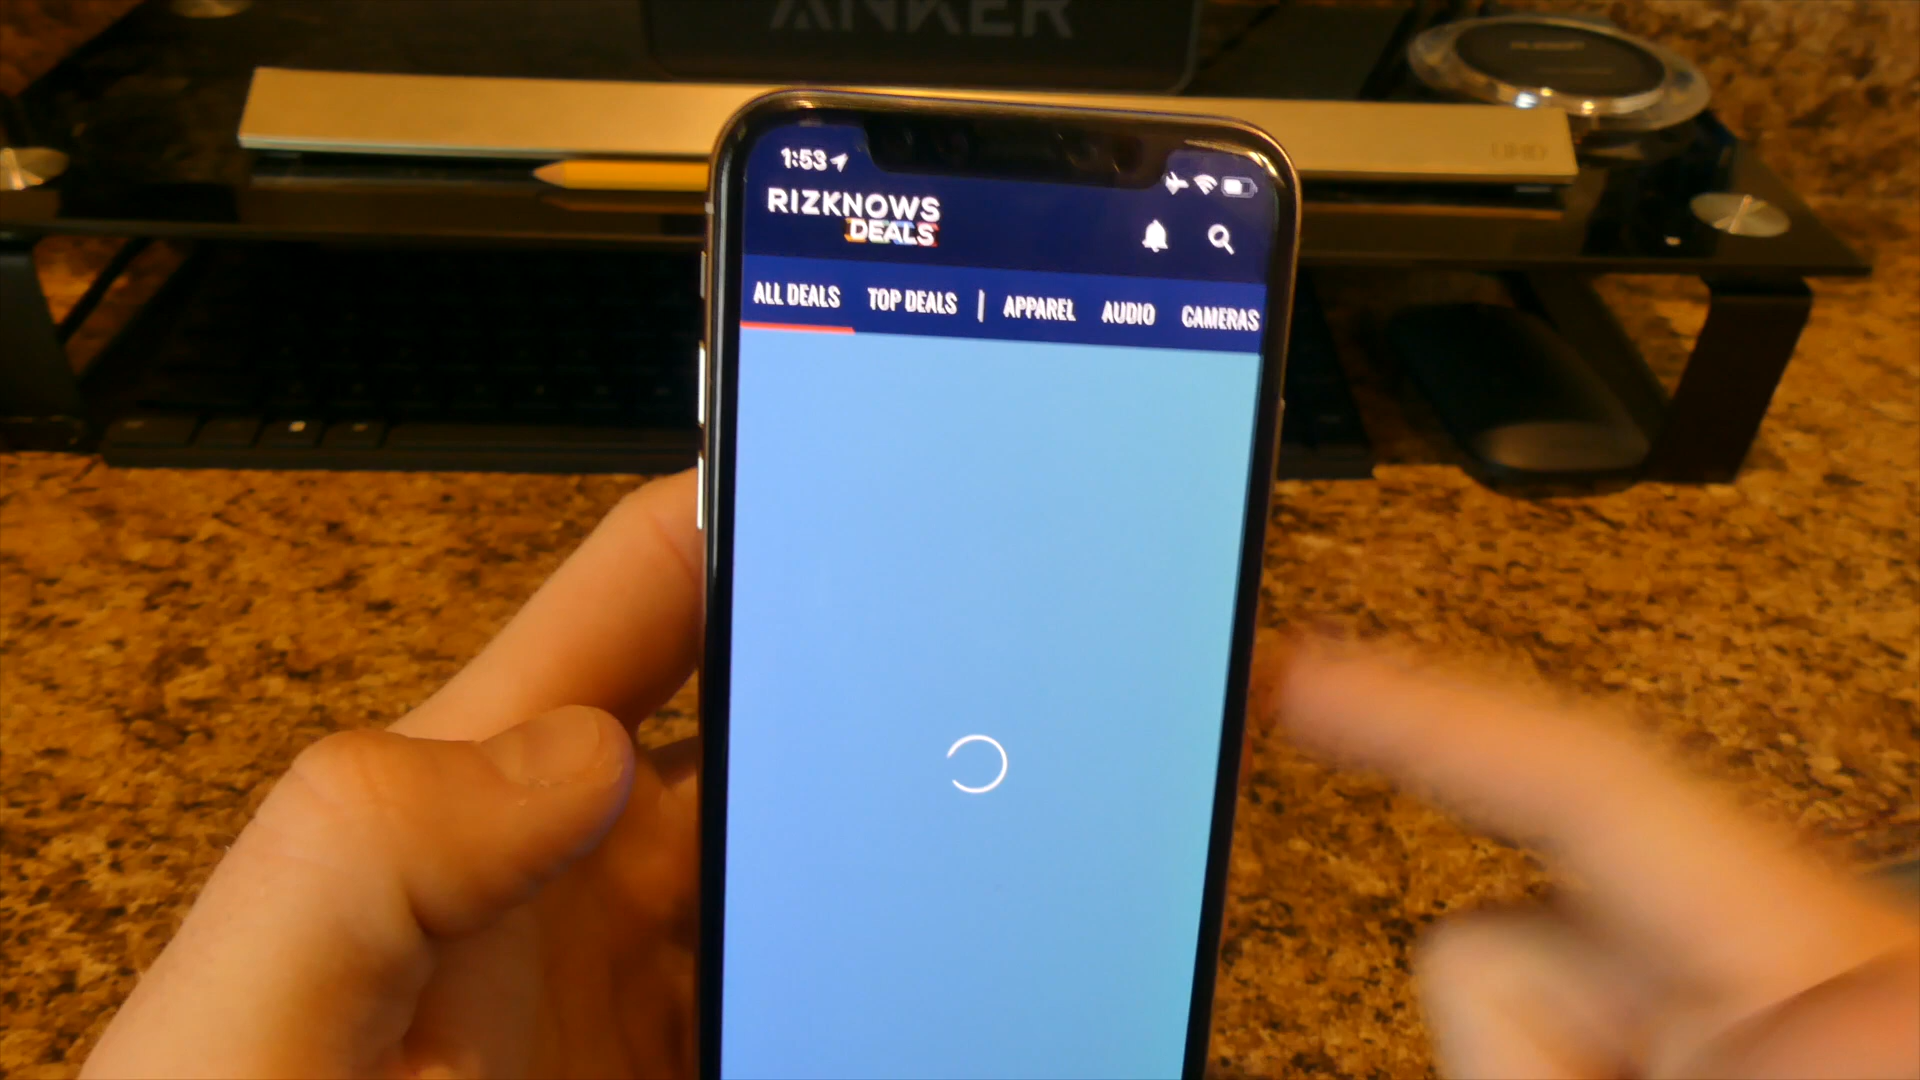 ANKER
1:53
RIZKNOWS
DEALS
ALL DEALS TOP DEALS | APPAREL AUDIO CAMERAS